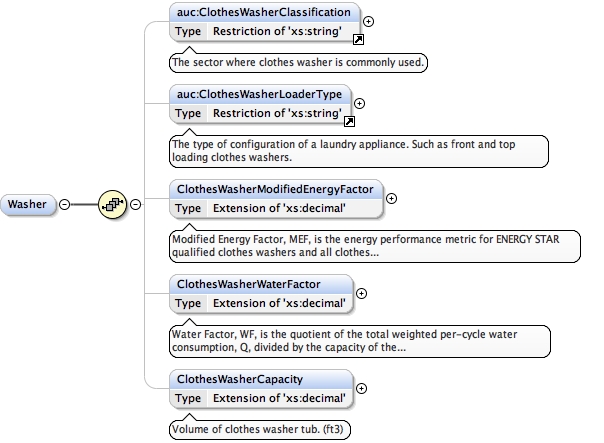 auc:ClothesWasherClassification
Type Restriction of 'xs:string'
The sector where clothes washer is commonly used.
auc:ClothesWasherLoaderType
Type Restriction of 'xs:string'
The type of configuration of a laundry appliance. Such as front and top
loading clothes washers.
Washer
ClothesWasherModifiedEnergyFactor
Type Extension of 'xs:decimal'
Modified Energy Factor, MEF, is the energy performance metric for ENERGY STAR
qualified clothes washers and all clothes...
ClothesWasherWaterFactor
Type Extension of 'xs:decimal'
Water Factor, WF, is the quotient of the total weighted per-cycle water
consumption, Q, divided by the capacity of the...
ClothesWasherCapacity
Type Extension of 'xs:decimal'
Volume of clothes washer tub. (ft3)